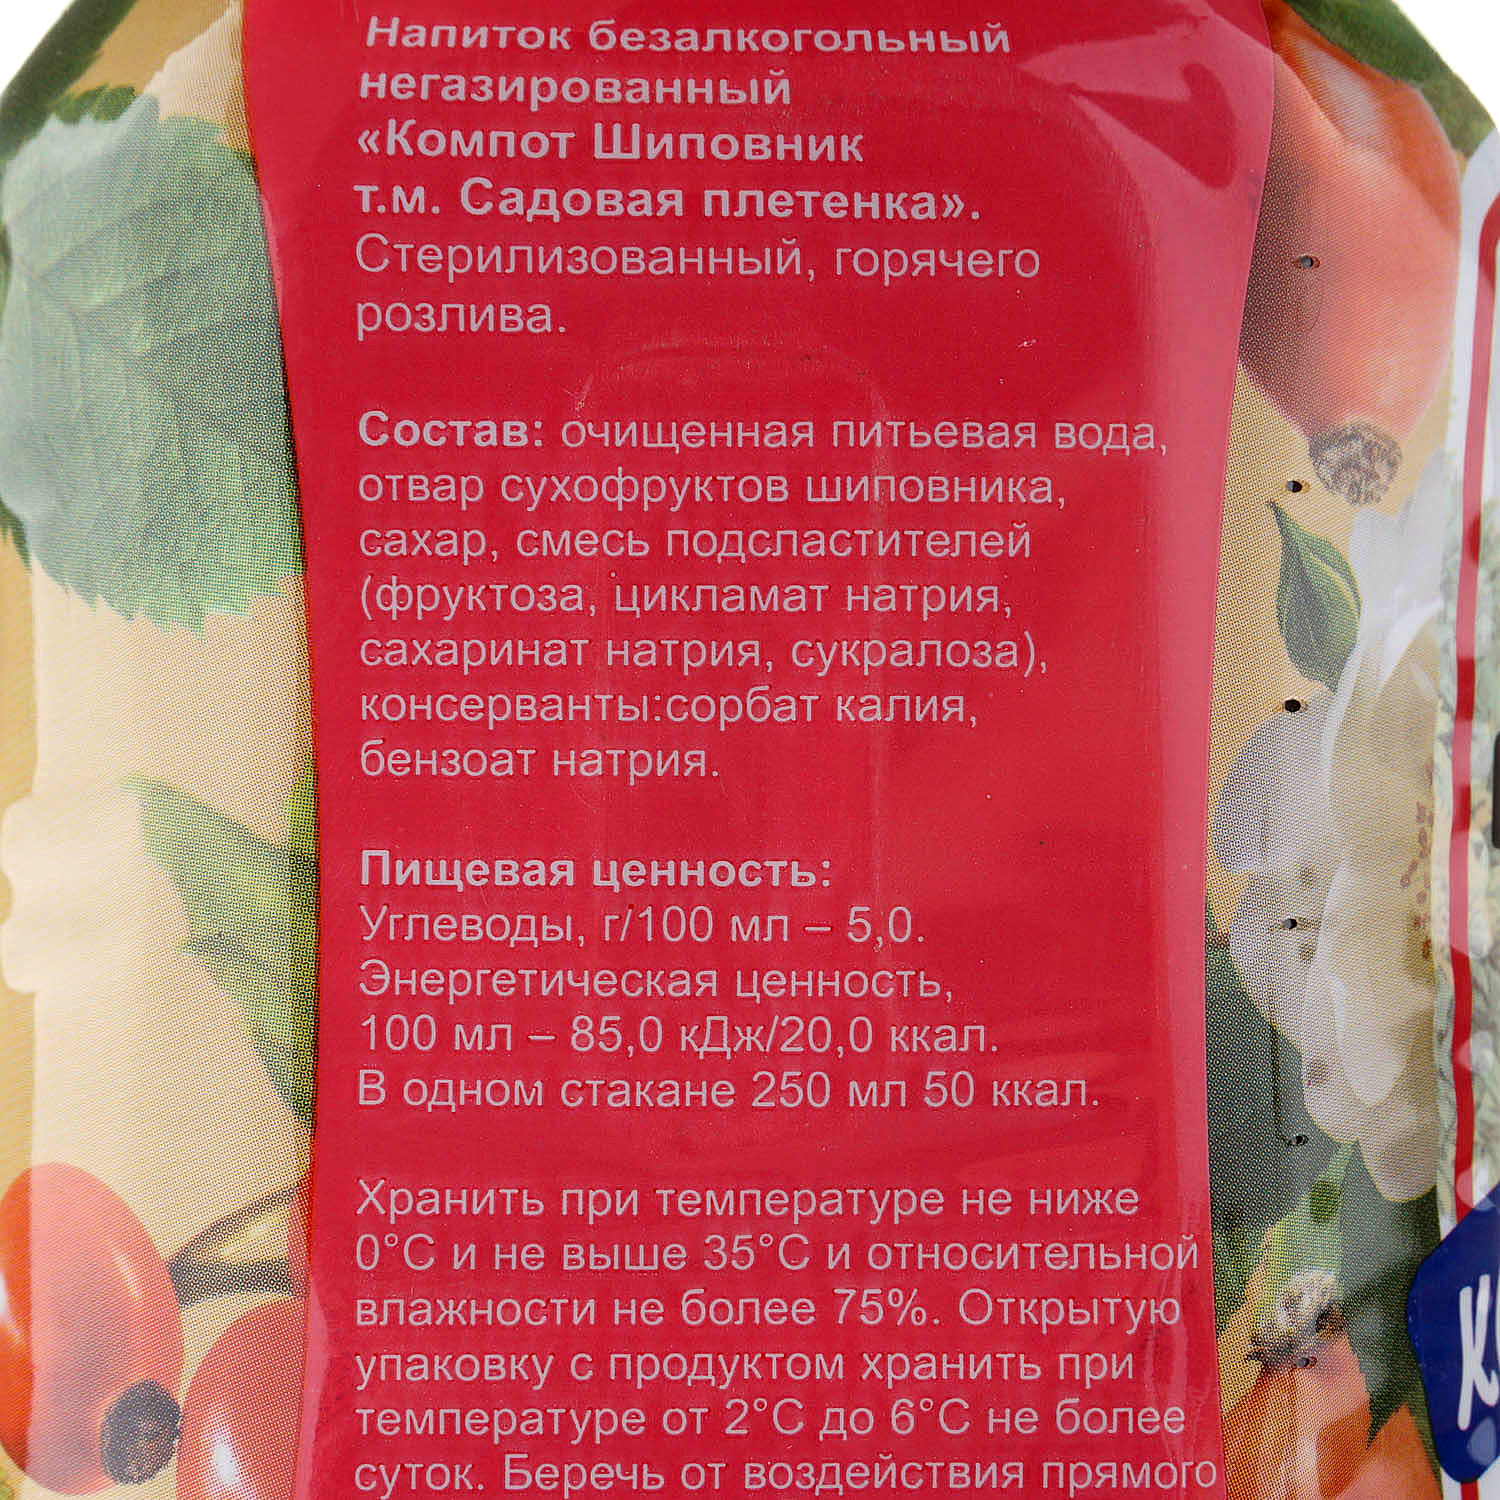 Напиток безалкогольный
негазированный
«Компот Шиповник
т.м. Садовая плетенка».
Стерилизованный, горячего
розлива.
Состав: очищенная питьевая вода,
отвар сухофруктов шиповника,
сахар, смесь подсластителей
(фруктоза, цикламат натрия,
сахаринат натрия, сукралоза),
консерванты:сорбат калия,
бензоат натрия.
Пищевая ценность:
Углеводы, г/100 мл – 5,0.
Энергетическая ценность,
100 мл – 85,0 кДж/20,0 ккал.
В одном стакане 250 мл 50 ккал.
Хранить при температуре не ниже
0°С и не выше 35°С и относительной
влажности не более 75%. Открытую
упаковку с продуктом хранить при
температуре от 2°С до 6°С не более
суток. Беречь от воздействия прямого